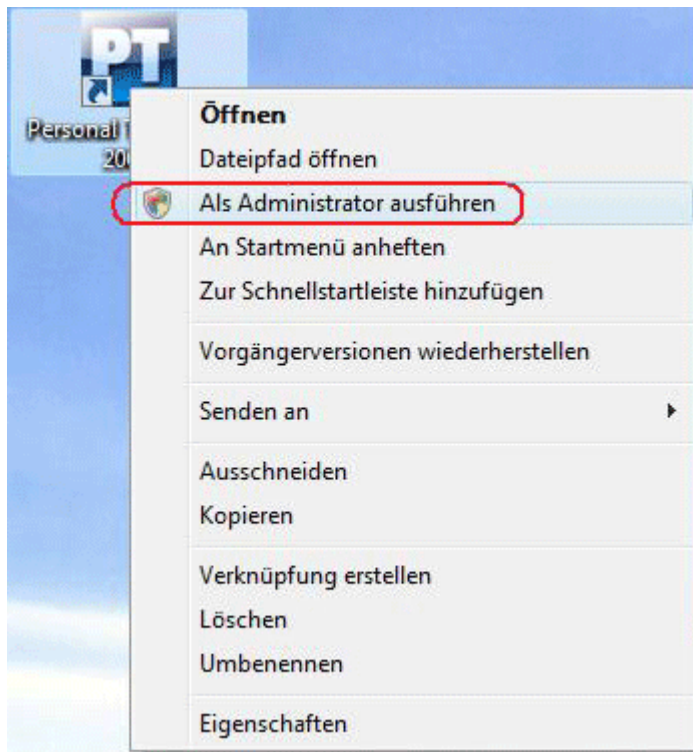 PT
Personal
20
Öffnen
Dateipfad öffnen
Als Administrator ausführen
An Startmenü anheften
Zur Schnellstartleiste hinzufügen
Vorgängerversionen wiederherstellen
Senden an
Ausschneiden
Kopieren
Verknüpfung erstellen
Löschen
Umbenennen
Eigenschaften